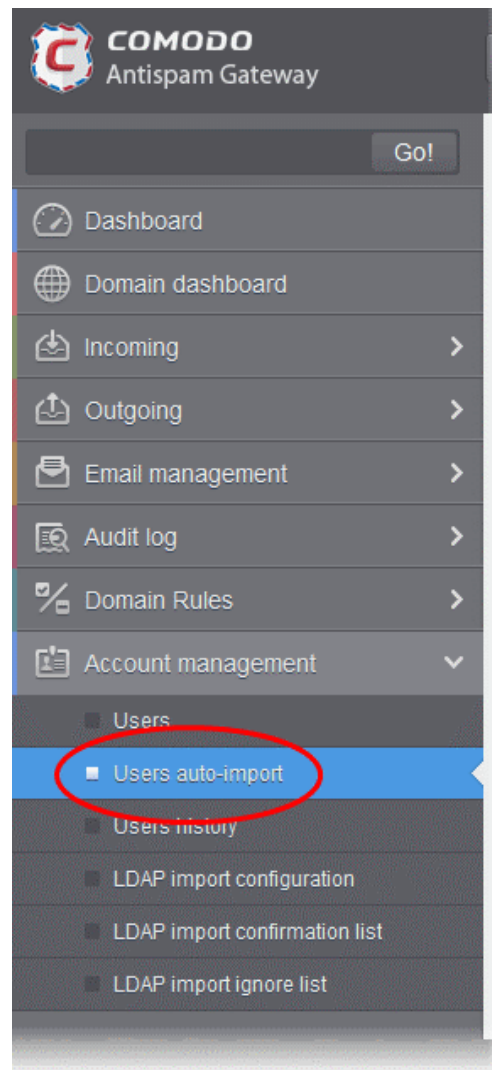 COMODO
Antispam Gateway
Go!
Dashboard
Domain dashboard
Incoming
Outgoing
Email management
Audit log
Domain Rules
Account management
Users
Users auto-import
Users history
LDAP import configuration
LDAP import confirmation list
LDAP import ignore list